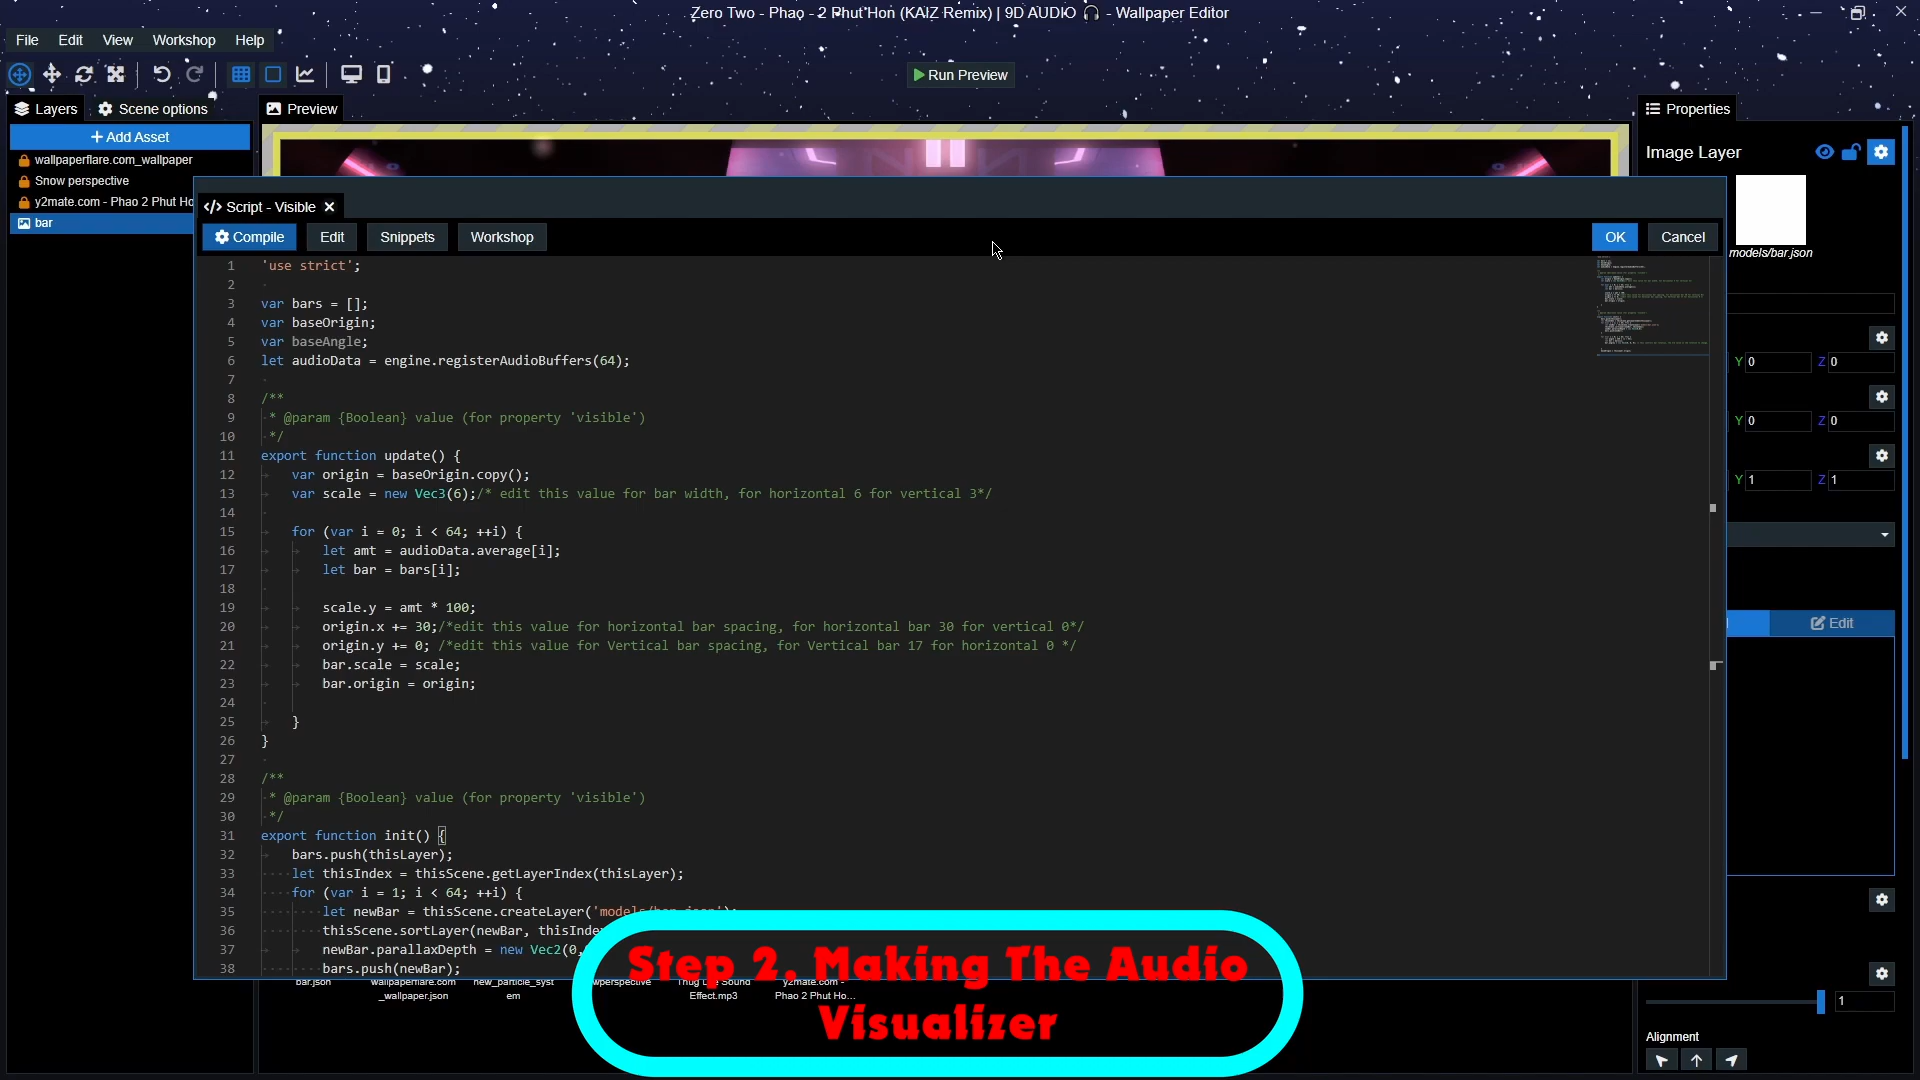 Zero Two - Phao - 2 Phut Hon (KAIZ Remix) | 9D AUDIO 🎧 - Wallpaper Editor
File Edit View Workshop Help
Run Preview
Layers Scene options Preview Properties
+ Add Asset
wallpaperflare.com_wallpaper
Snow perspective
y2mate.com - Phao 2 Phut Ho
bar
Image Layer
models/bar.json
Y 0 Z 0
Y 0 Z 0
Y 1 Z 1
Edit
1
Alignment
</> Script - Visible ×
Compile Edit Snippets Workshop OK Cancel
1 'use strict';
2
3 var bars = [];
4 var baseOrigin;
5 var baseAngle;
6 let audioData = engine.registerAudioBuffers(64);
7
8 /**
9 * @param {Boolean} value (for property 'visible')
10 */
11 export function update() {
12 var origin = baseOrigin.copy();
13 var scale = new Vec3(6);/* edit this value for bar width, for horizontal 6 for vertical 3*/
14
15 for (var i = 0; i < 64; ++i) {
16 let amt = audioData.average[i];
17 let bar = bars[i];
18
19 scale.y = amt * 100;
20 origin.x += 30;/*edit this value for horizontal bar spacing, for horizontal bar 30 for vertical 0*/
21 origin.y += 0; /*edit this value for Vertical bar spacing, for Vertical bar 17 for horizontal 0 */
22 bar.scale = scale;
23 bar.origin = origin;
24
25 }
26 }
27
28 /**
29 * @param {Boolean} value (for property 'visible')
30 */
31 export function init() {
32 bars.push(thisLayer);
33 let thisIndex = thisScene.getLayerIndex(thisLayer);
34 for (var i = 1; i < 64; ++i) {
35 let newBar = thisScene.createLayer('models/bar.json');
36 thisScene.sortLayer(newBar, thisInde
37 newBar.parallaxDepth = new Vec2(0,
38 bars.push(newBar);
bar.json
wallpaperflare.com
_wallpaper.json
new_particle_syst
em
wperspective
Effect.mp3
y2mate.com -
Phao 2 Phut Ho...
Step 2. Making The Audio
Visualizer